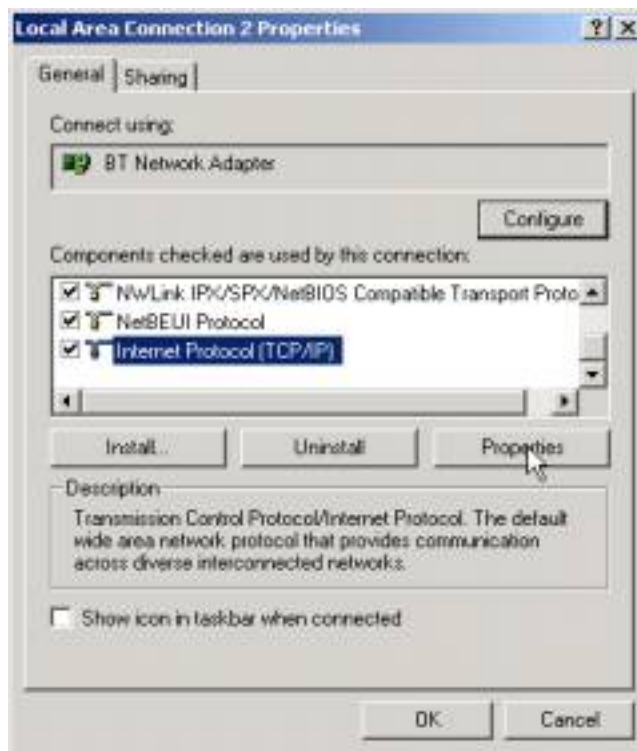 Local Area Connection 2 Properties
General
Sharing
Connect using:
BT Network Adapter
Configure
Components checked are used by this connection:
NWLink IPX/SPX/NetBIOS Compatible Transport Proto
NetBEUI Protocol
Internet Protocol (TCP/IP)
Install...
Uninstall
Properties
Description
Transmission Control Protocol/Internet Protocol. The default
wide area network protocol that provides communication
across diverse interconnected networks.
Show icon in taskbar when connected
OK
Cancel